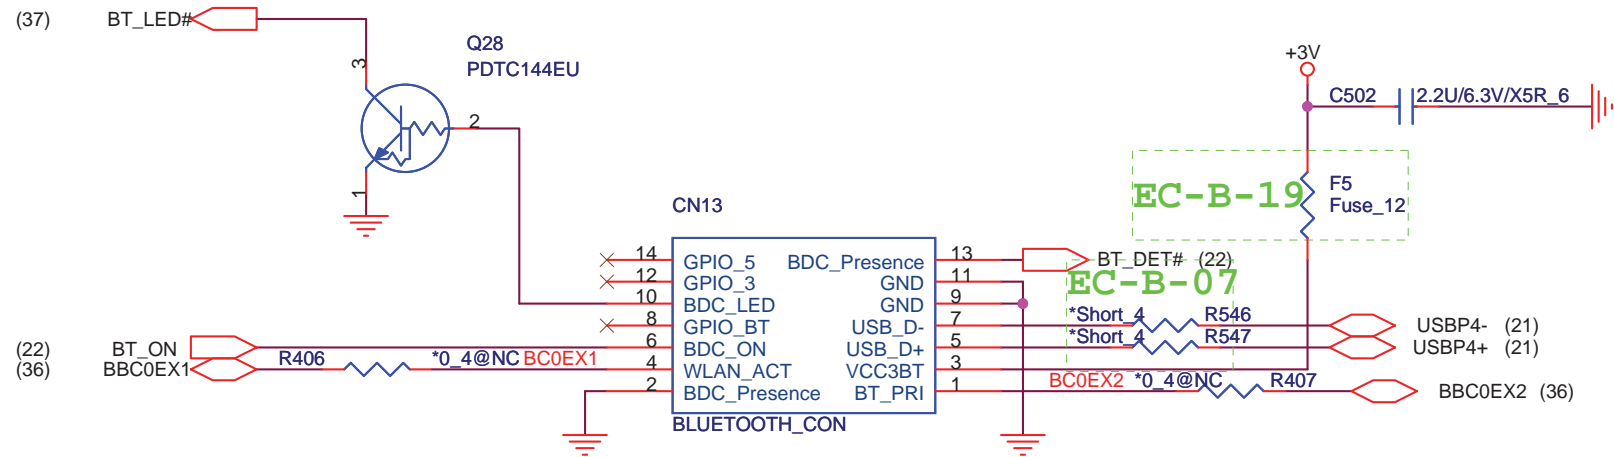 (37) BT_LED#
Q28
PDTC144EU
3
2
1
+3V
C502 2.2U/6.3V/X5R_6
EC-B-19
F5
Fuse_12
CN13
14 GPIO_5 BDC_Presence 13 BT_DET# (22)
12 GPIO_3 GND 11
EC-B-07
10 BDC_LED GND 9
8 GPIO_BT USB_D- 7 *Short_4 R546 USBP4- (21)
(22) BT_ON 6 BDC_ON USB_D+ 5 *Short_4 R547 USBP4+ (21)
(36) BBC0EX1 R406 *0_4@NC BC0EX1 4 WLAN_ACT VCC3BT 3
2 BDC_Presence BT_PRI 1 BC0EX2 *0_4@NC R407 BBC0EX2 (36)
BLUETOOTH_CON